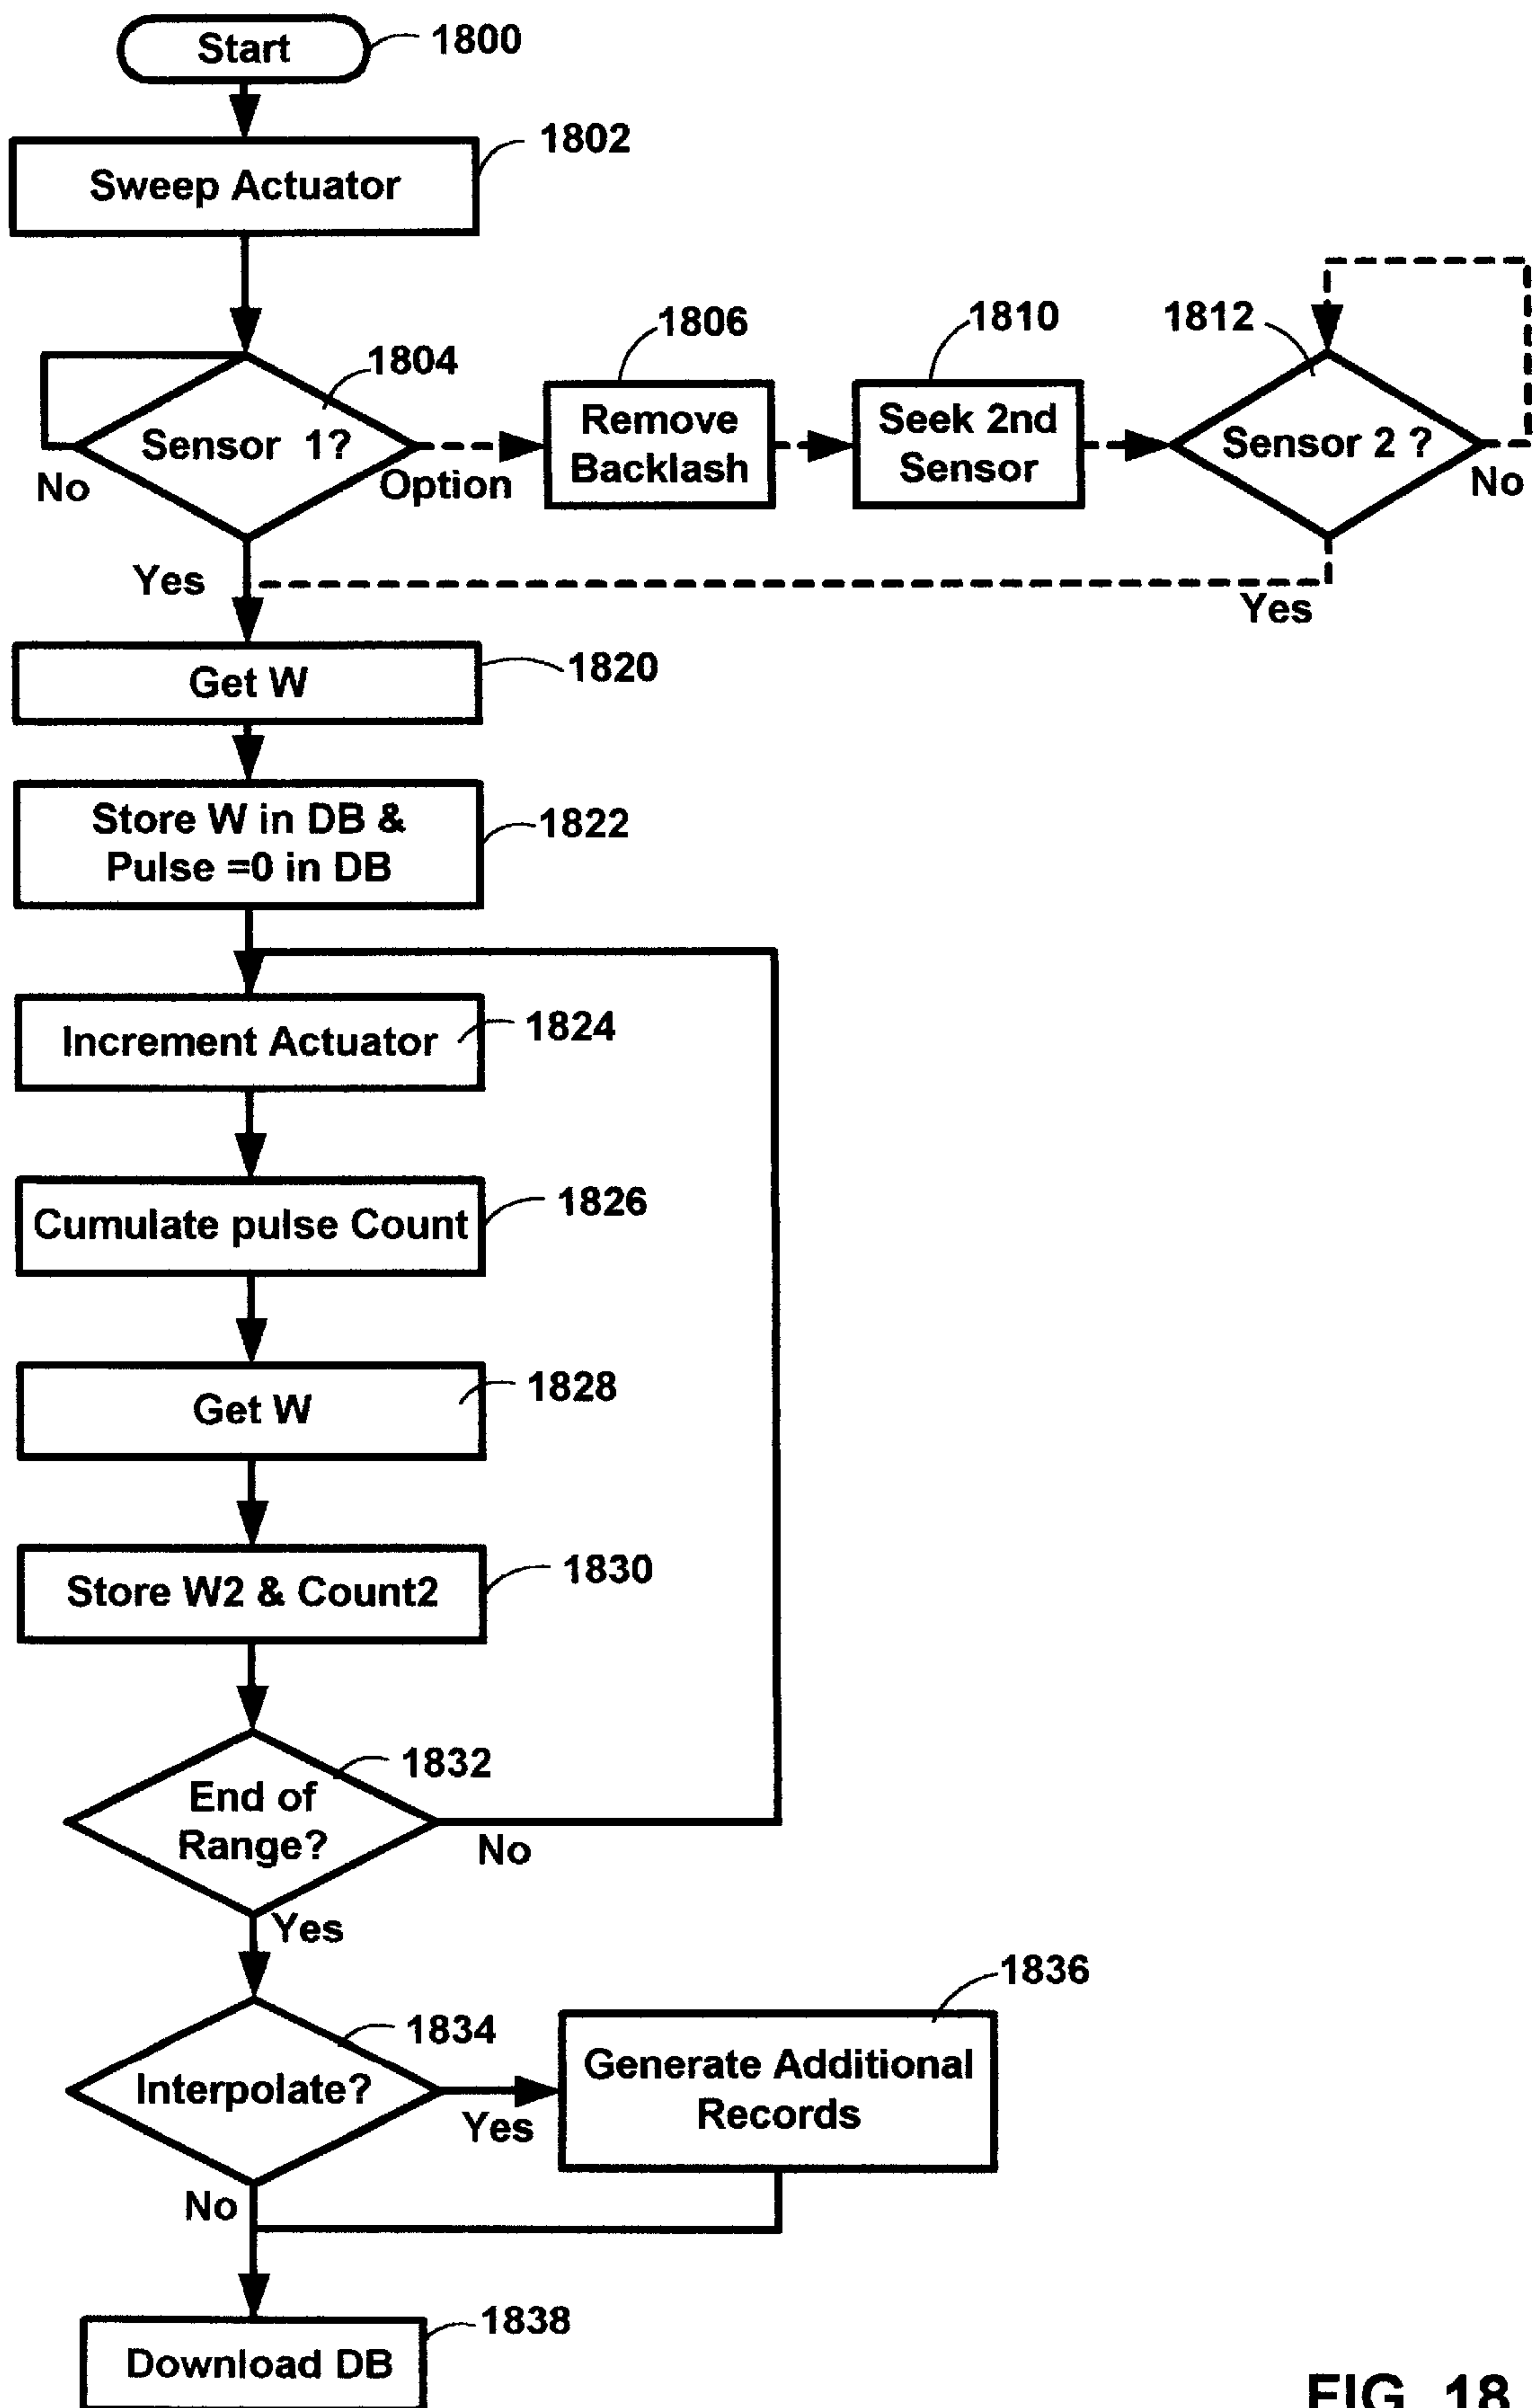 Start
1800
1802
Sweep Actuator
1804
1806
1810
1812
Sensor 1?
No
Option
Remove
Backlash
Seek 2nd
Sensor
Sensor 2 ?
No
Yes
Yes
Get W
1820
Store W in DB &
Pulse =0 in DB
1822
Increment Actuator
1824
Cumulate pulse Count
1826
Get W
1828
Store W2 & Count2
1830
End of
Range?
1832
No
Yes
Interpolate?
1834
Yes
1836
Generate Additional
Records
No
Download DB
1838
FIG. 18